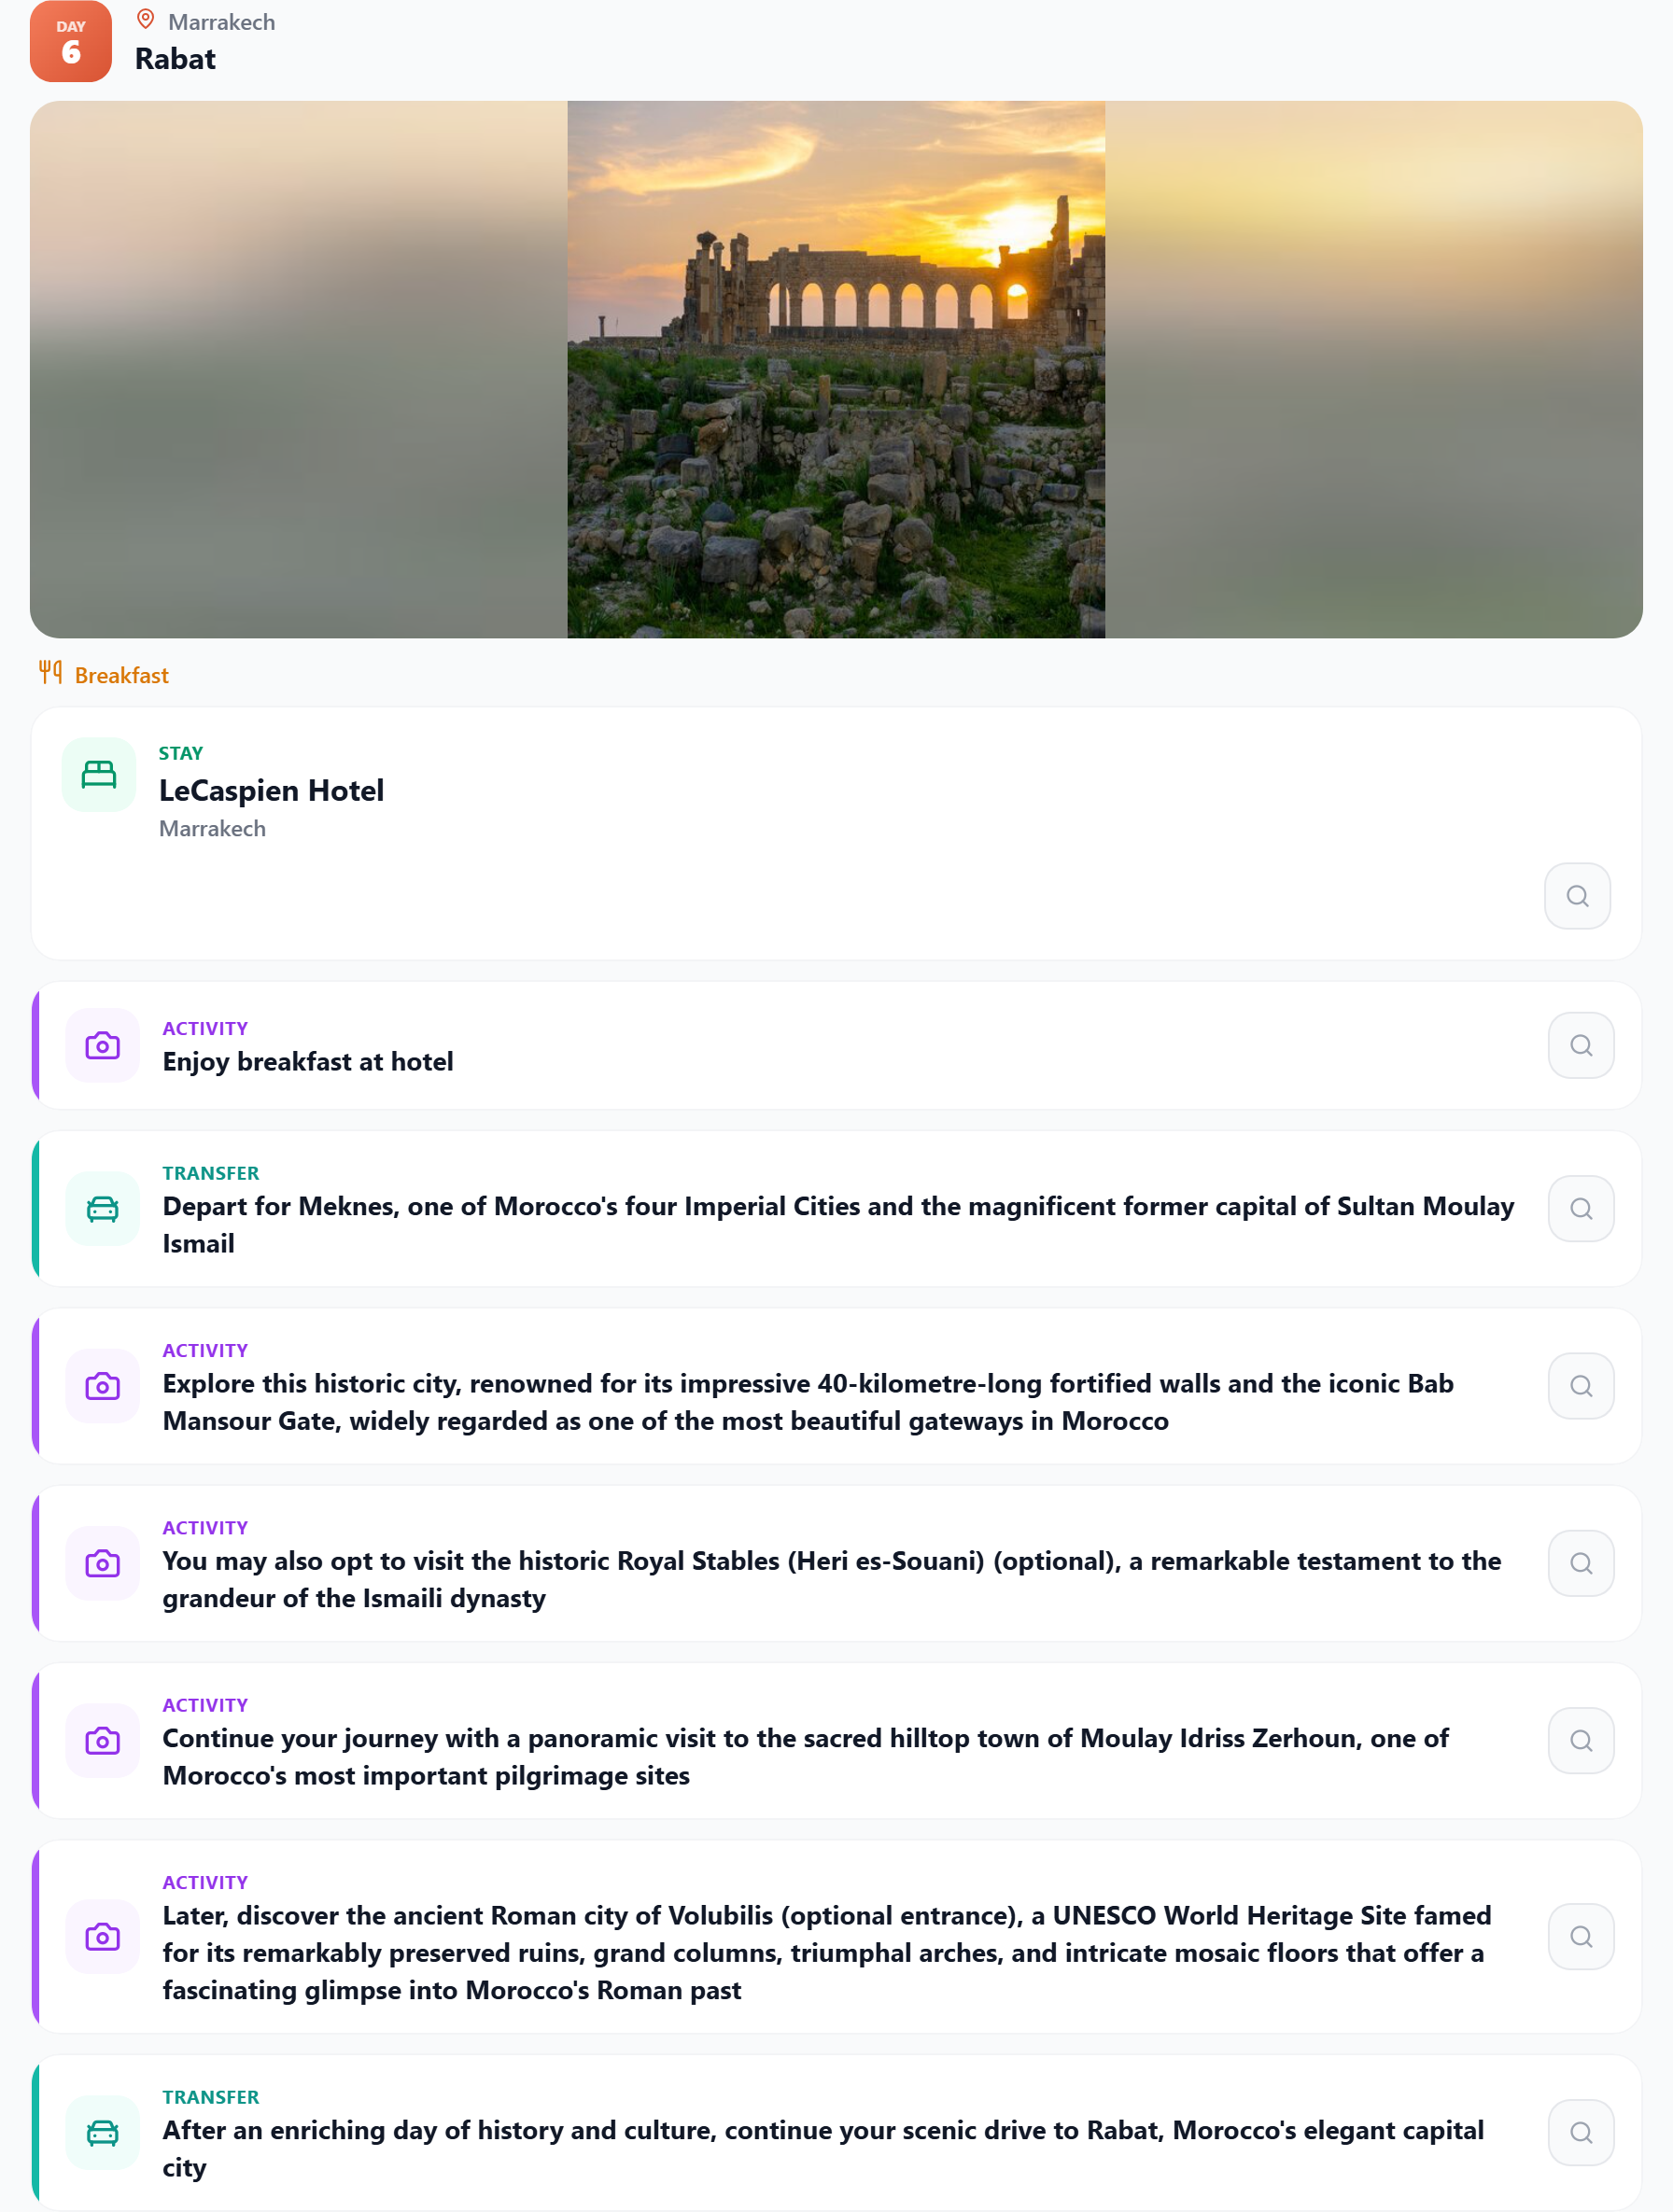 DAY
6
Marrakech
Rabat
Breakfast
STAY
LeCaspien Hotel
Marrakech
ACTIVITY
Enjoy breakfast at hotel
TRANSFER
Depart for Meknes, one of Morocco's four Imperial Cities and the magnificent former capital of Sultan Moulay
Ismail
ACTIVITY
Explore this historic city, renowned for its impressive 40-kilometre-long fortified walls and the iconic Bab
Mansour Gate, widely regarded as one of the most beautiful gateways in Morocco
ACTIVITY
You may also opt to visit the historic Royal Stables (Heri es-Souani) (optional), a remarkable testament to the
grandeur of the Ismaili dynasty
ACTIVITY
Continue your journey with a panoramic visit to the sacred hilltop town of Moulay Idriss Zerhoun, one of
Morocco's most important pilgrimage sites
ACTIVITY
Later, discover the ancient Roman city of Volubilis (optional entrance), a UNESCO World Heritage Site famed
for its remarkably preserved ruins, grand columns, triumphal arches, and intricate mosaic floors that offer a
fascinating glimpse into Morocco's Roman past
TRANSFER
After an enriching day of history and culture, continue your scenic drive to Rabat, Morocco's elegant capital
city